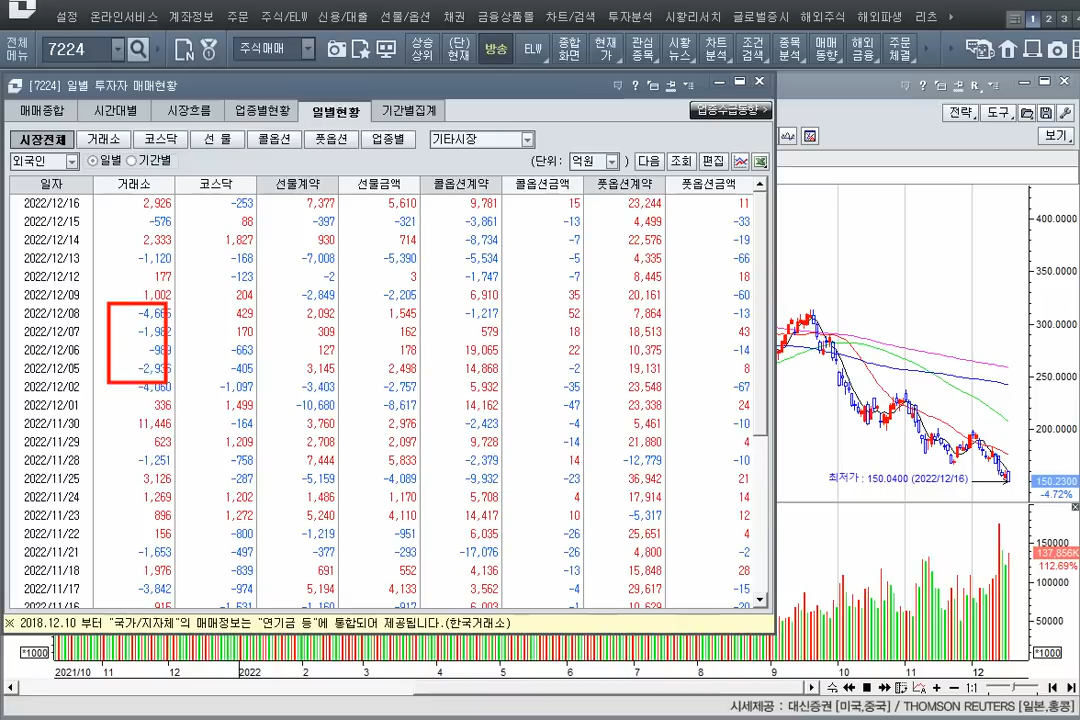 설정 온라인서비스 계좌정보 주문 주식/ELW 신용/대출 선물/옵션 채권 금융상품몰 차트/검색 투자분석 시황리서치 글로벌증시 해외주식 해외파생 리츠 1 2 3
전체메뉴 7224 주식매매 상승상위 (단)현재 방송 ELW 종합화면 현재가 관심종목 시황뉴스 차트분석 조건검색 종목분석 매매동향 해외금융 주문체결
[7224] 일별 투자자 매매현황
매매종합 시간대별 시장흐름 업종별현황 일별현황 기간별집계 업종수급동향 >
전략 도구
시장전체 거래소 코스닥 선 물 콜옵션 풋옵션 업종별 기타시장
보기
외국인 일별 기간별 (단위: 억원 ) 다음 조회 편집
일자 거래소 코스닥 선물계약 선물금액 콜옵션계약 콜옵션금액 풋옵션계약 풋옵션금액
2022/12/16 2,926 -253 7,377 5,610 9,781 15 23,244 11
2022/12/15 -576 88 -397 -321 -3,861 -13 4,499 -33
2022/12/14 2,333 1,827 930 714 -8,734 -7 22,576 -19
2022/12/13 -1,120 -168 -7,008 -5,390 -5,534 -5 4,335 -66
2022/12/12 177 -123 -2 3 -1,747 -7 8,445 18
2022/12/09 1,002 204 -2,849 -2,205 6,910 35 20,161 -60
2022/12/08 429 2,092 1,545 -1,217 52 7,864 -13
2022/12/07 -1,982 170 309 162 579 18 18,513 43
2022/12/06 -989 -663 127 178 19,065 22 10,375 -14
2022/12/05 -2,936 -405 3,145 2,498 14,868 -2 19,131 8
2022/12/02 -4,060 -1,097 -3,403 -2,757 5,932 -35 23,548 -67
2022/12/01 336 1,499 -10,680 -8,617 14,162 -47 23,338 24
2022/11/30 11,446 -164 3,760 2,976 -2,423 -4 5,461 -10
2022/11/29 623 1,209 2,708 2,097 9,728 -14 21,880 4
2022/11/28 -1,251 -758 7,444 5,833 -2,379 14 -12,779 -10
2022/11/25 3,126 -287 -5,159 -4,089 -9,932 -23 36,942 21
2022/11/24 1,269 1,202 1,486 1,170 5,708 4 17,914 14
2022/11/23 896 1,272 5,240 4,110 14,417 10 -5,317 12
2022/11/22 156 -800 -1,219 -951 6,035 -26 25,651 4
2022/11/21 -1,653 -497 -377 -293 -17,076 -26 4,800 -2
2022/11/18 1,976 -839 691 552 4,136 -13 15,848 28
2022/11/17 -3,842 -974 5,194 4,133 3,562 -4 29,617 -15
2022/11/16 915 -1,531 -1,160 -917 6,003 -1 10,629 -20
※ 2018.12.10 부터 "국가/지자체"의 매매정보는 "연기금 등"에 통합되어 제공됩니다.(한국거래소)
400.0000
350.0000
300.0000
250.0000
200.0000
최저가 : 150.0400 (2022/12/16)
150.2300
-4.72%
150000
137,856K
112.69%
100000
50000
*1000 *1000
2021/10 11 12 2022 2 3 4 5 6 7 8 9 10 11 12
1:1
시세제공 : 대신증권 [미국,중국] / THOMSON REUTERS [일본,홍콩]